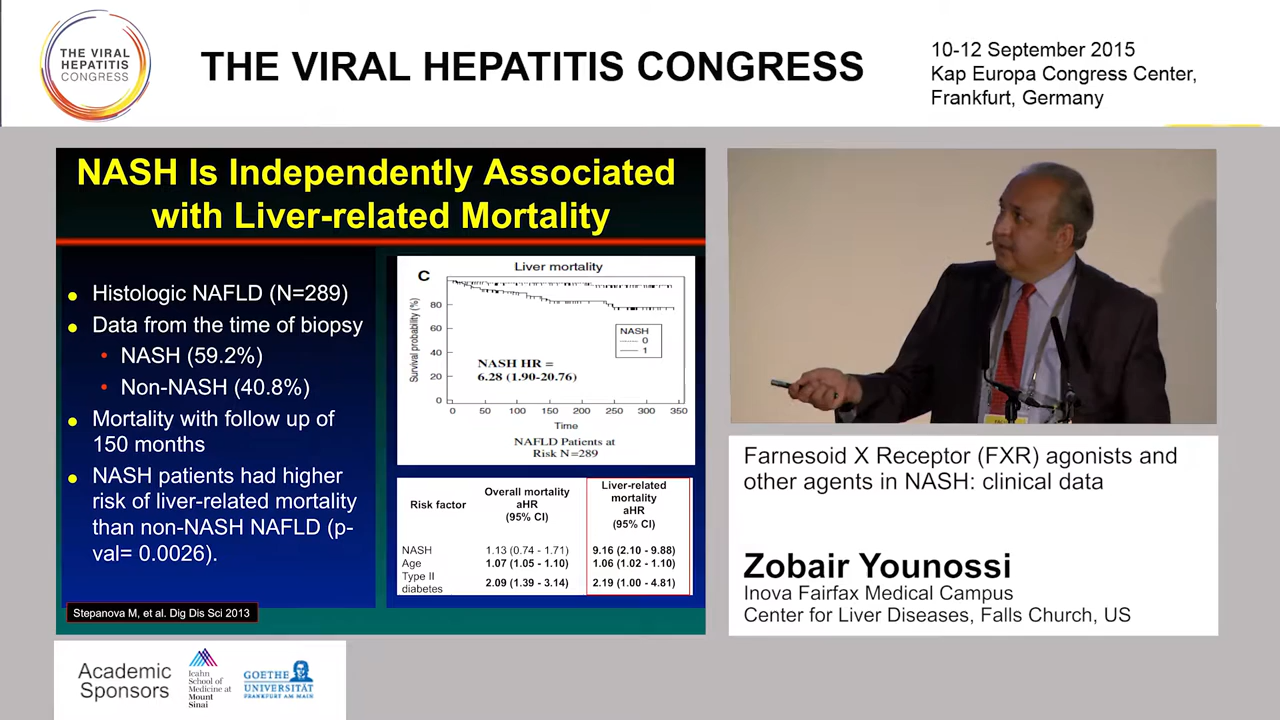 THE VIRAL
HEPATITIS
CONGRESS
THE VIRAL HEPATITIS CONGRESS
10-12 September 2015
Kap Europa Congress Center,
Frankfurt, Germany
NASH Is Independently Associated
with Liver-related Mortality
• Histologic NAFLD (N=289)
• Data from the time of biopsy
• NASH (59.2%)
• Non-NASH (40.8%)
• Mortality with follow up of
150 months
• NASH patients had higher
risk of liver-related mortality
than non-NASH NAFLD (p-
val= 0.0026).
Stepanova M, et al. Dig Dis Sci 2013
C
Liver mortality
Survival probability (%)
80
60
40
20
0
NASH
0
1
NASH HR =
6.28 (1.90-20.76)
0 50 100 150 200 250 300 350
Time
NAFLD Patients at
Risk N=289
Risk factor
Overall mortality
aHR
(95% CI)
Liver-related
mortality
aHR
(95% CI)
NASH 1.13 (0.74 - 1.71) 9.16 (2.10 - 9.88)
Age 1.07 (1.05 - 1.10) 1.06 (1.02 - 1.10)
Type II
diabetes 2.09 (1.39 - 3.14) 2.19 (1.00 - 4.81)
Farnesoid X Receptor (FXR) agonists and
other agents in NASH: clinical data
Zobair Younossi
Inova Fairfax Medical Campus
Center for Liver Diseases, Falls Church, US
Academic
Sponsors
Icahn
School of
Medicine at
Mount
Sinai
GOETHE
UNIVERSITÄT
FRANKFURT AM MAIN